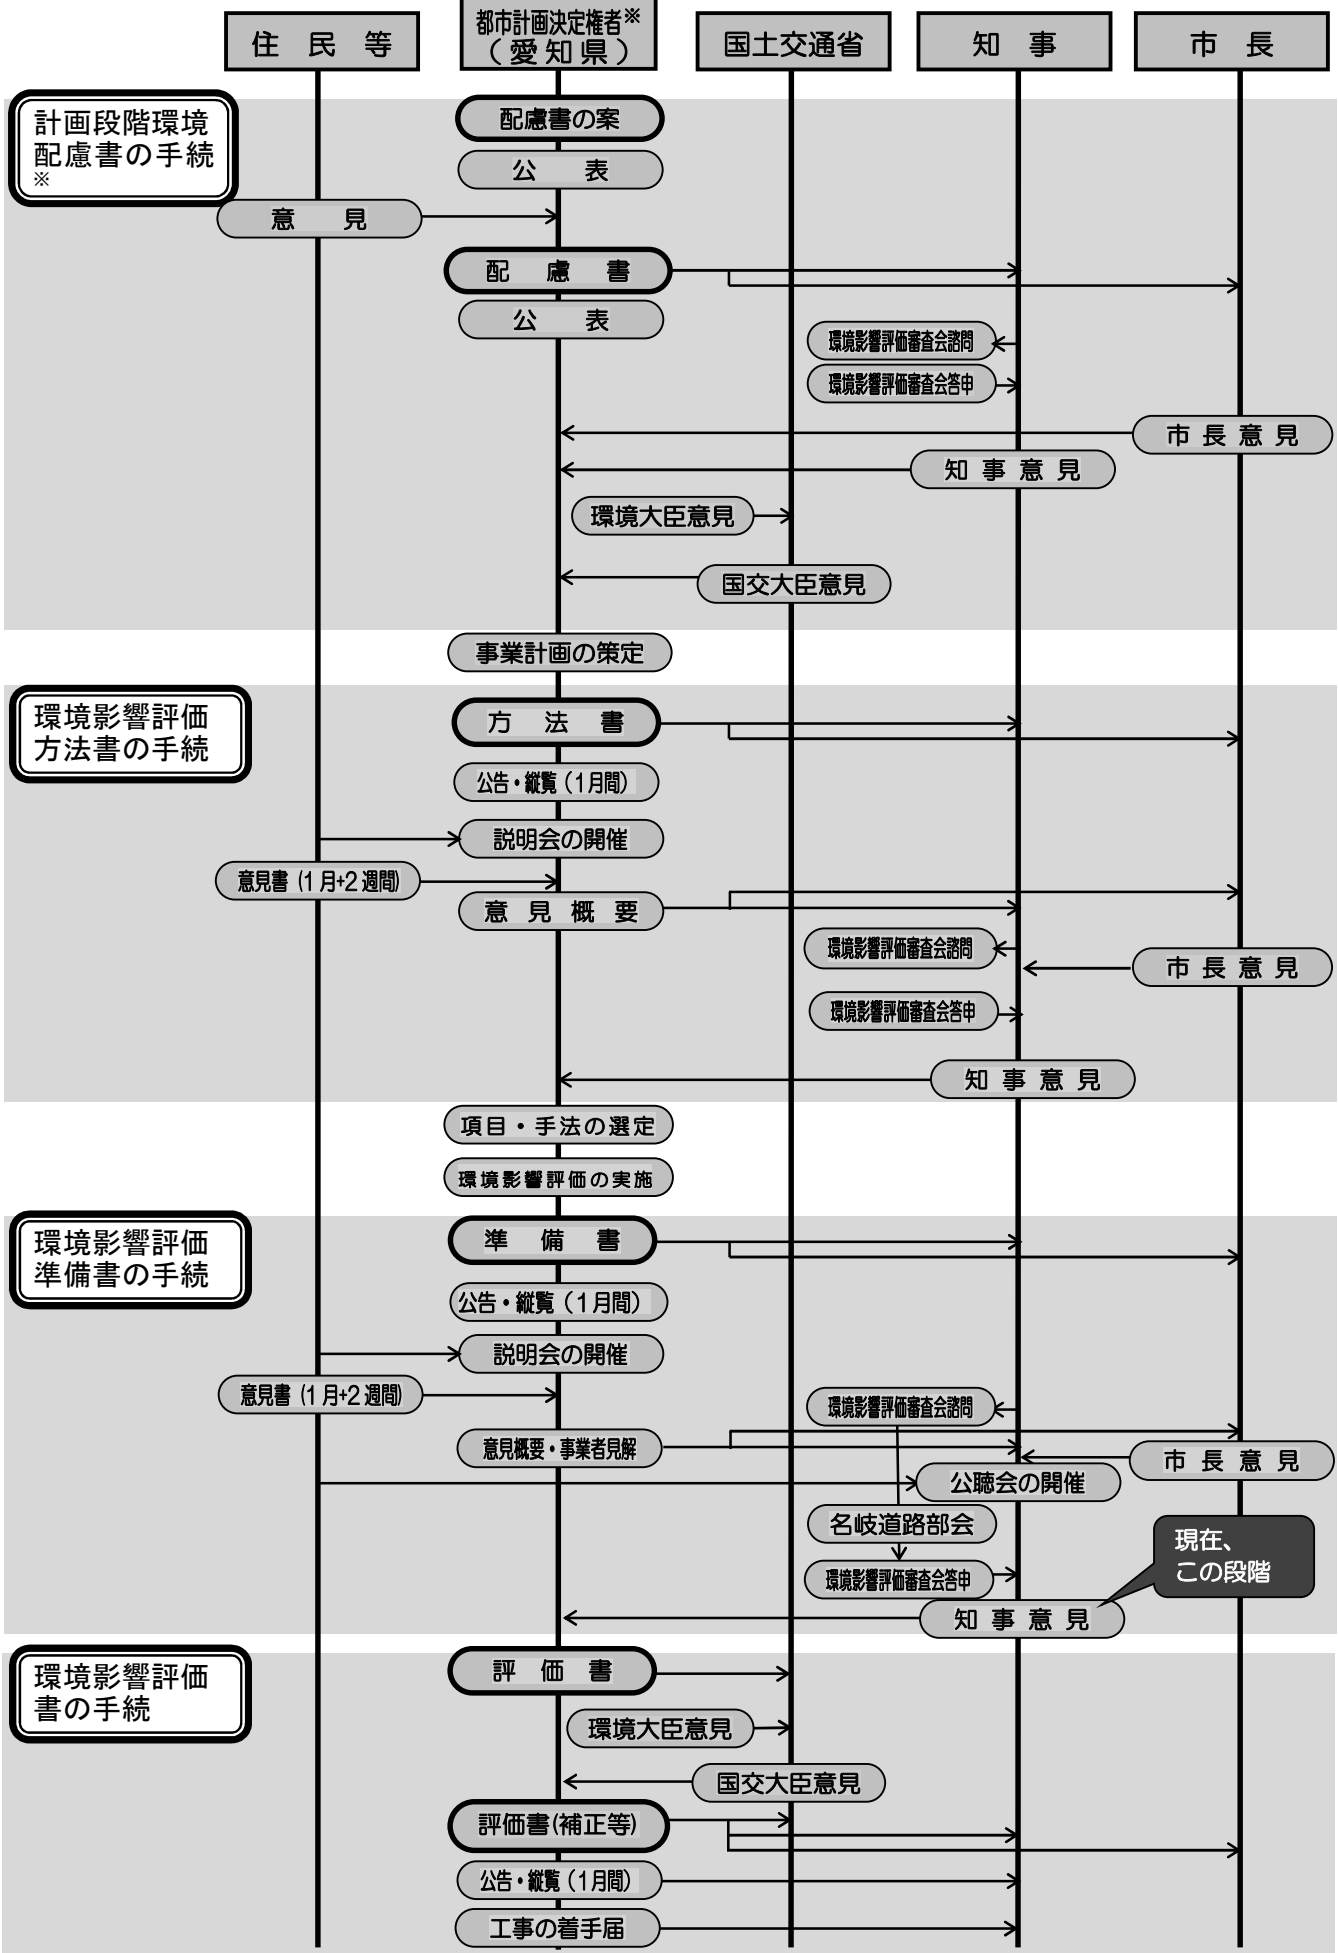 住　民　等
都市計画決定権者※
（愛知県）
国土交通省
知　事
市　長
計画段階環境
配慮書の手続
※
配慮書の案
公　表
意　見
配　慮　書
公　表
環境影響評価審査会諮問
環境影響評価審査会答申
市長意見
知事意見
環境大臣意見
国交大臣意見
事業計画の策定
環境影響評価
方法書の手続
方　法　書
公告・縦覧（1月間）
説明会の開催
意見書（1月+2週間）
意見概要
環境影響評価審査会諮問
市長意見
環境影響評価審査会答申
知事意見
項目・手法の選定
環境影響評価の実施
環境影響評価
準備書の手続
準　備　書
公告・縦覧（1月間）
説明会の開催
意見書（1月+2週間）
環境影響評価審査会諮問
意見概要・事業者見解
市長意見
公聴会の開催
名岐道路部会
現在、
この段階
環境影響評価審査会答申
知事意見
環境影響評価
書の手続
評　価　書
環境大臣意見
国交大臣意見
評価書(補正等)
公告・縦覧（1月間）
工事の着手届